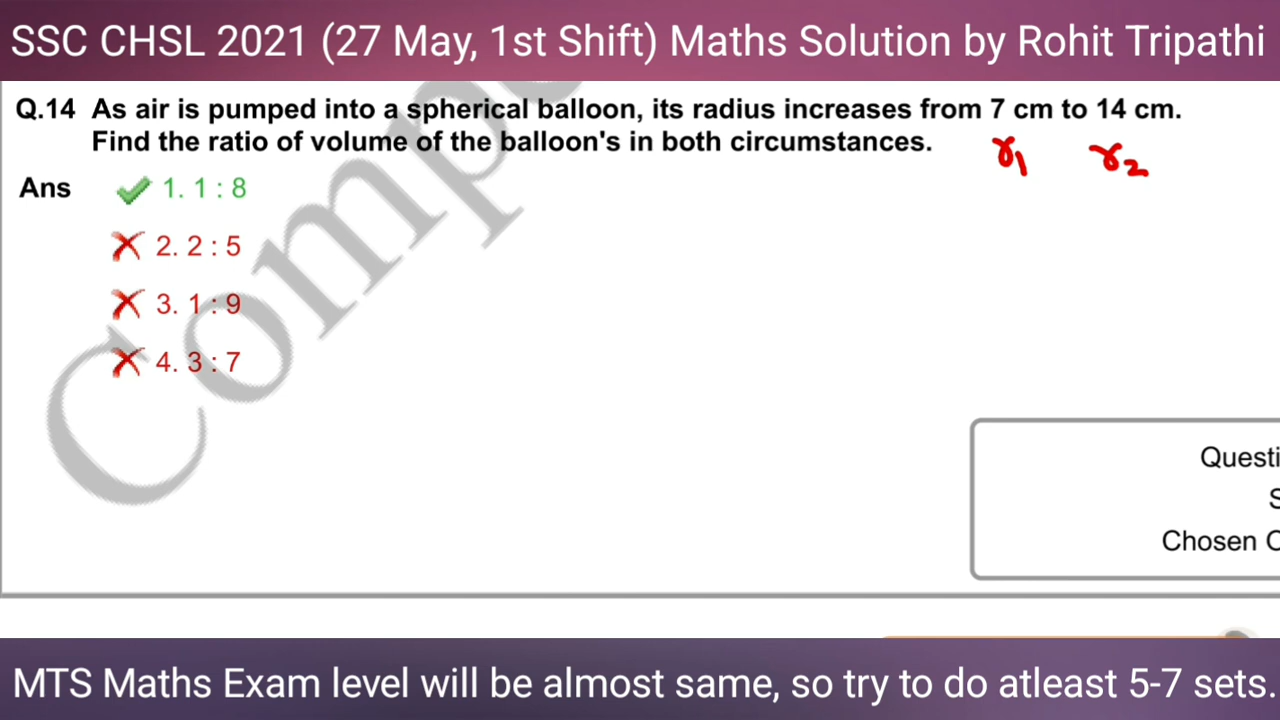 SSC CHSL 2021 (27 May, 1st Shift) Maths Solution by Rohit Tripathi
Q.14 As air is pumped into a spherical balloon, its radius increases from 7 cm to 14 cm.
Find the ratio of volume of the balloon's in both circumstances.
r1 r2
Ans 1. 1 : 8
2. 2 : 5
3. 1 : 9
4. 3 : 7
Comp
Questi
S
Chosen O
MTS Maths Exam level will be almost same, so try to do atleast 5-7 sets.